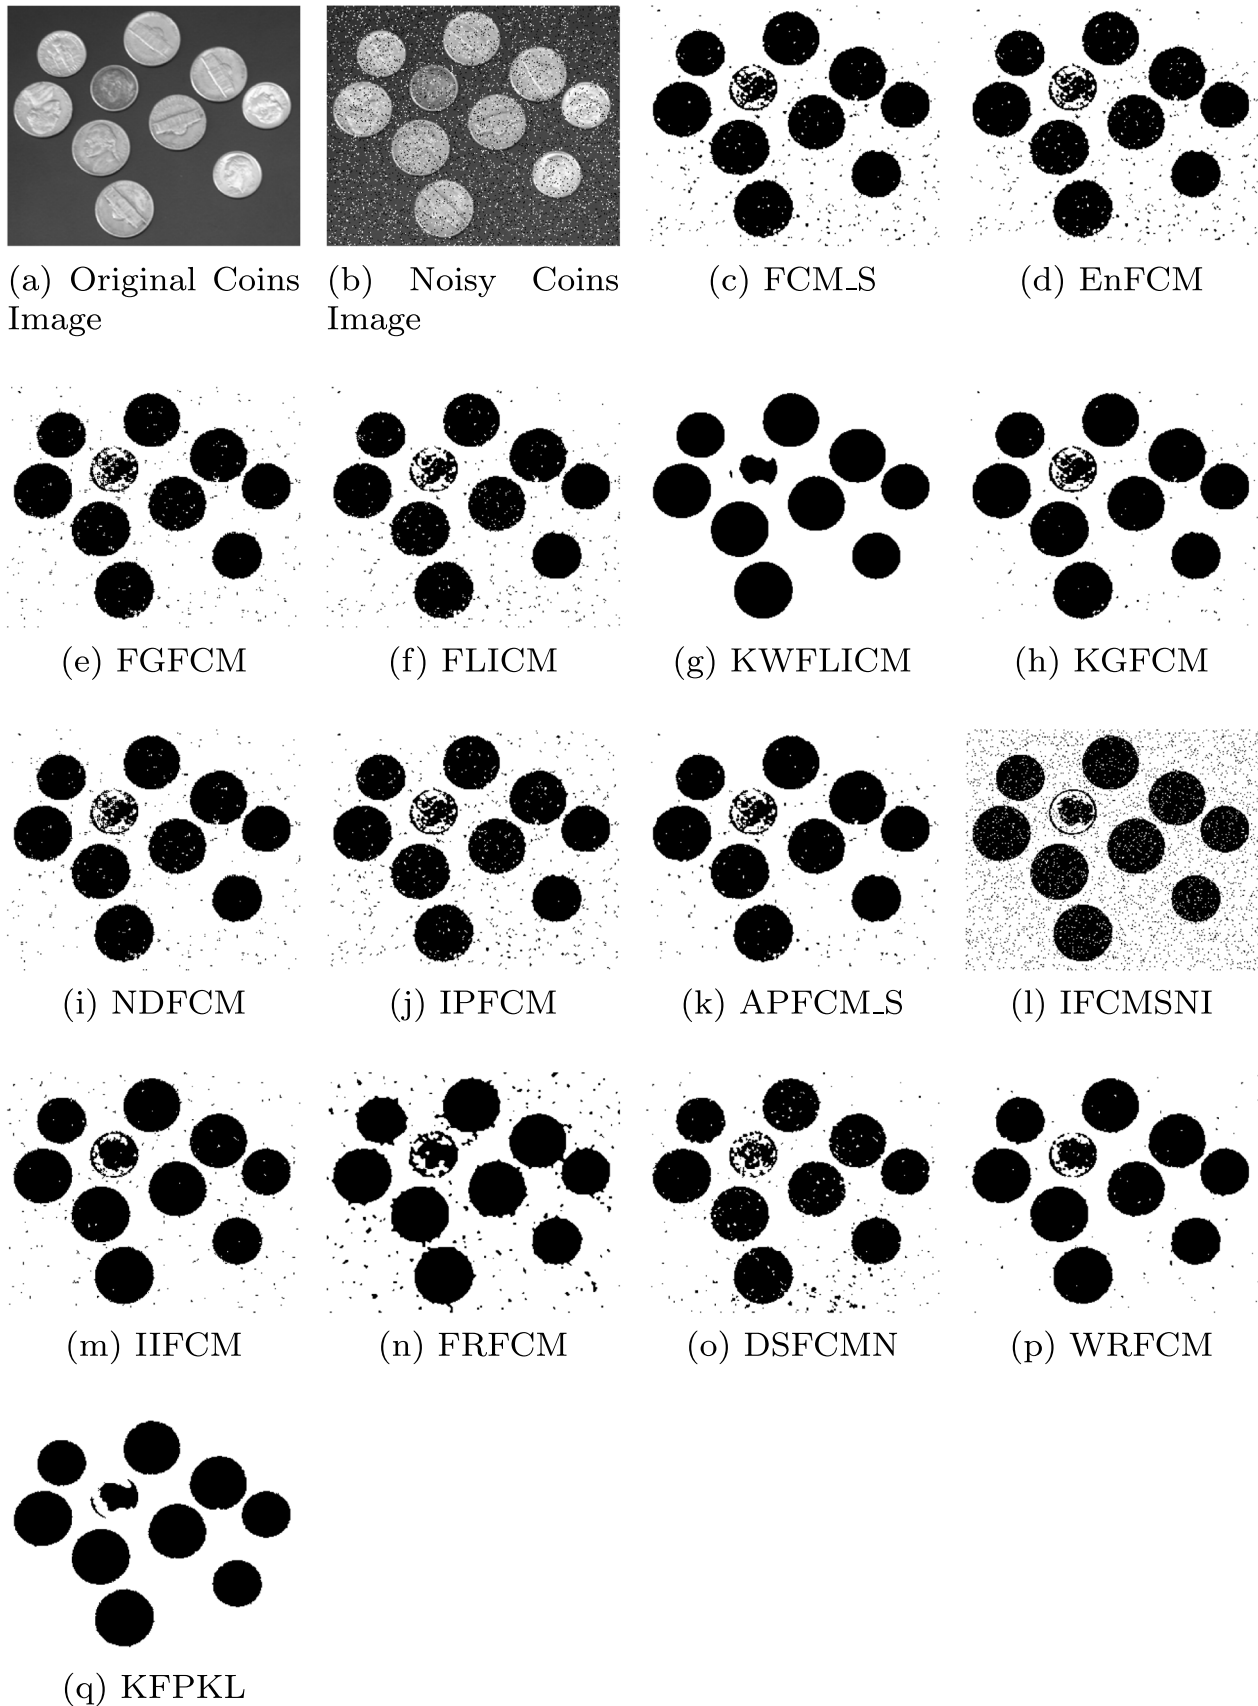 (a) Original Coins Image
(b) Noisy Coins Image
(c) FCM_S
(d) EnFCM
(e) FGFCM
(f) FLICM
(g) KWFLICM
(h) KGFCM
(i) NDFCM
(j) IPFCM
(k) APFCM_S
(l) IFCMSNI
(m) IIFCM
(n) FRFCM
(o) DSFCMN
(p) WRFCM
(q) KFPKL